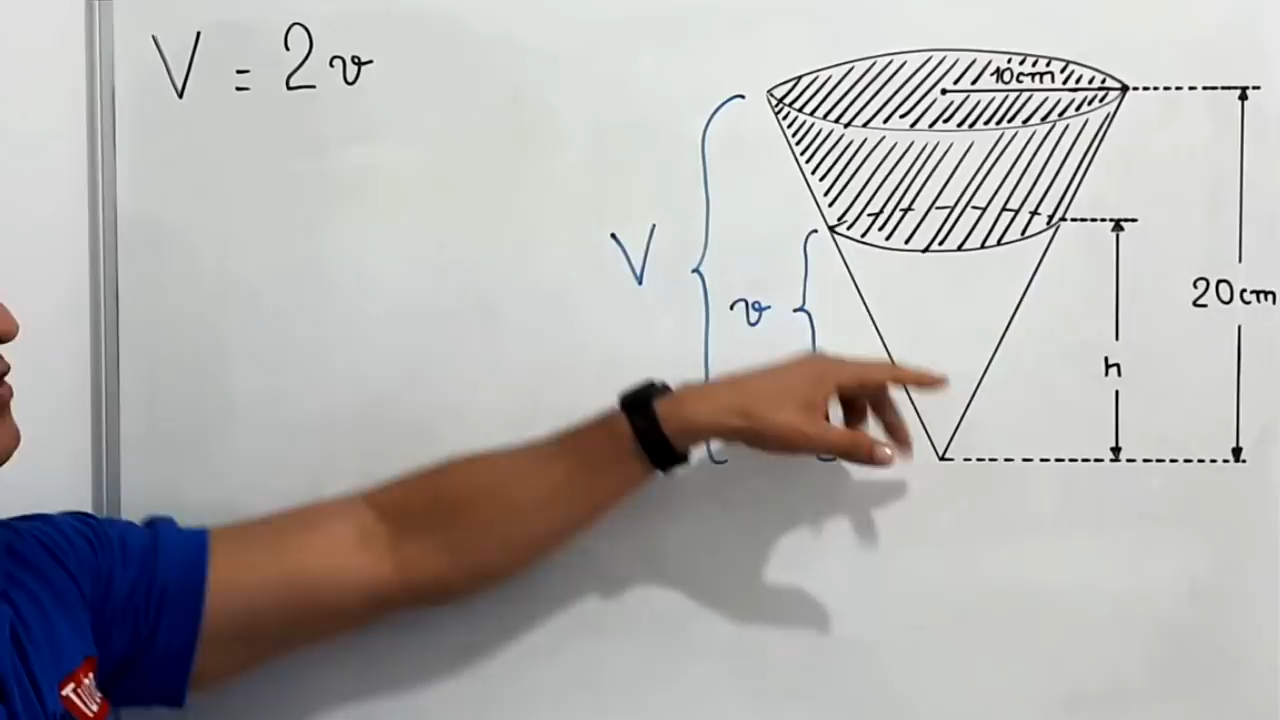 V = 2v
10cm
V
v
20cm
h